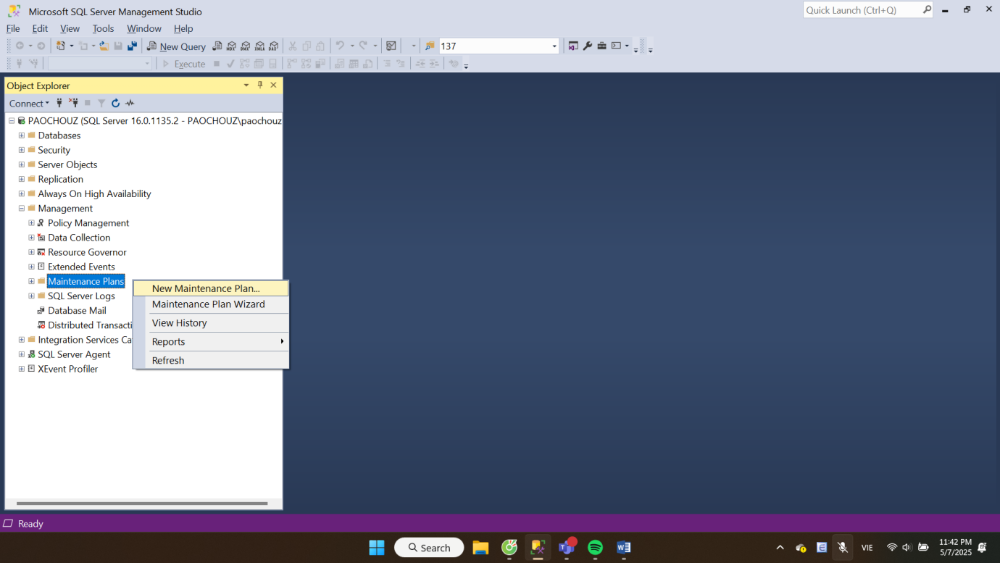 Microsoft SQL Server Management Studio
Quick Launch (Ctrl+Q)
File Edit View Tools Window Help
New Query MDX DMX XMLA DAX 137
Execute
Object Explorer
Connect
PAOCHOUZ (SQL Server 16.0.1135.2 - PAOCHOUZ\paochouz
Databases
Security
Server Objects
Replication
Always On High Availability
Management
Policy Management
Data Collection
Resource Governor
Extended Events
Maintenance Plans
SQL Server Logs
Database Mail
Distributed Transacti
Integration Services Ca
SQL Server Agent
XEvent Profiler
New Maintenance Plan...
Maintenance Plan Wizard
View History
Reports
Refresh
Ready
Search
VIE
11:42 PM
5/7/2025